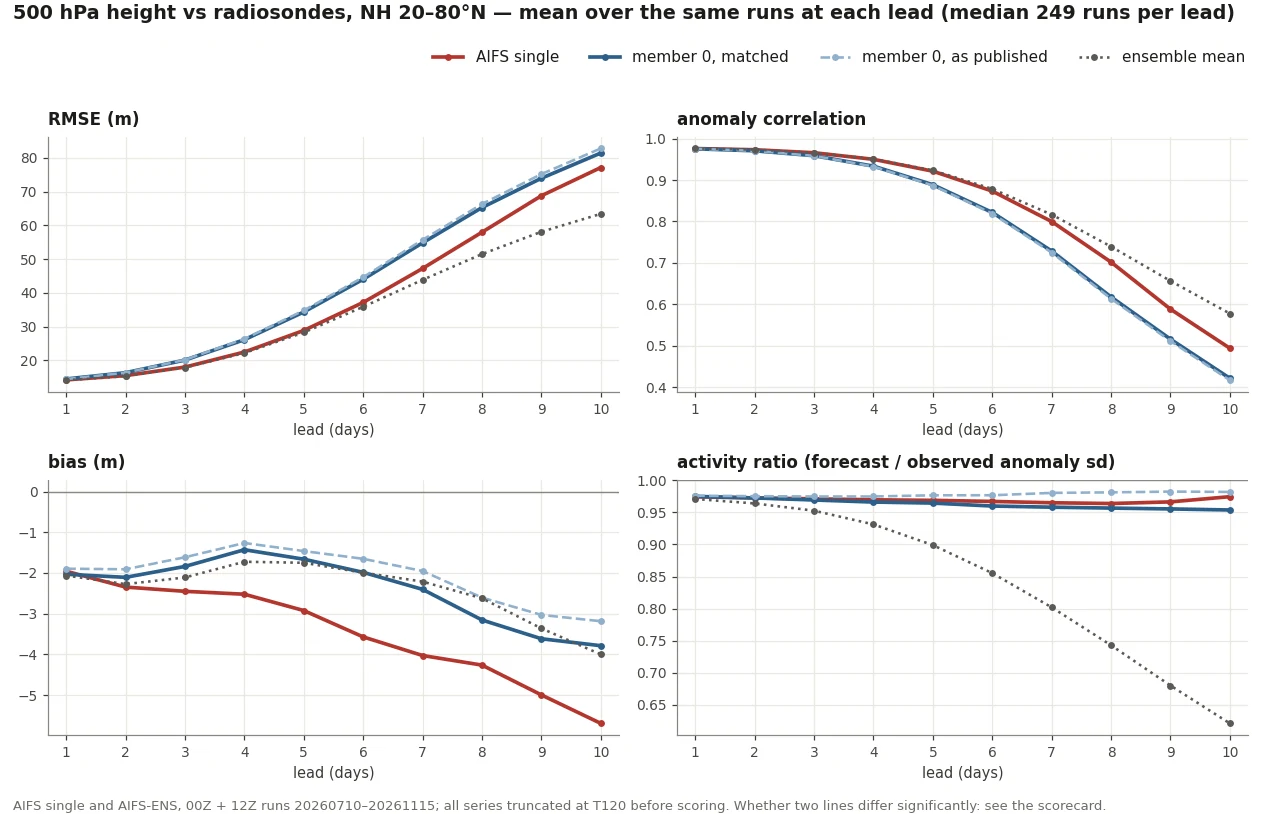 500 hPa height vs radiosondes, NH 20–80°N — mean over the same runs at each lead (median 249 runs per lead)
AIFS single member 0, matched member 0, as published ensemble mean
RMSE (m)
80
70
60
50
40
30
20
1 2 3 4 5 6 7 8 9 10
lead (days)
anomaly correlation
1.0
0.9
0.8
0.7
0.6
0.5
0.4
1 2 3 4 5 6 7 8 9 10
lead (days)
bias (m)
0
−1
−2
−3
−4
−5
1 2 3 4 5 6 7 8 9 10
lead (days)
activity ratio (forecast / observed anomaly sd)
1.00
0.95
0.90
0.85
0.80
0.75
0.70
0.65
1 2 3 4 5 6 7 8 9 10
lead (days)
AIFS single and AIFS-ENS, 00Z + 12Z runs 20260710–20261115; all series truncated at T120 before scoring. Whether two lines differ significantly: see the scorecard.